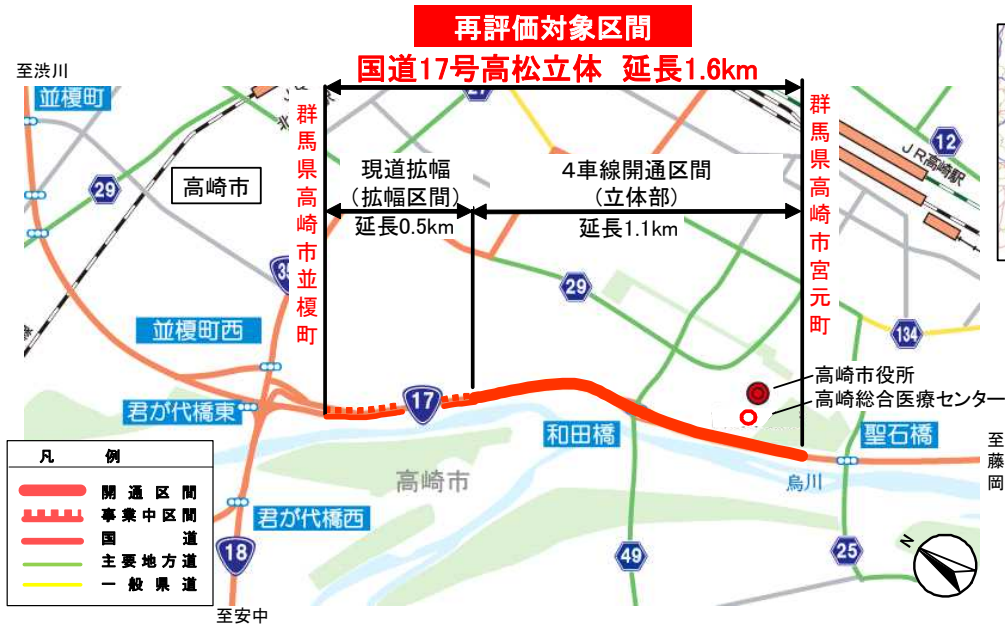 再評価対象区間
国道17号高松立体 延長1.6km
至渋川
並榎町
27
12
JR高崎駅
29
高崎市
群馬県高崎市並榎町
現道拡幅
(拡幅区間)
延長0.5km
4車線開通区間
(立体部)
延長1.1km
群馬県高崎市宮元町
29
134
並榎町西
君が代橋東
17
和田橋
高崎市役所
高崎総合医療センター
聖石橋
至藤岡
烏川
高崎市
君が代橋西
18
49
25
N
至安中
凡 例
開通区間
事業中区間
国道
主要地方道
一般県道